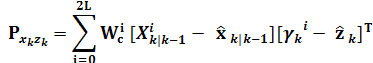 P_{x_k z_k} = \sum_{i=0}^{2L} W_c^i [X_{k|k-1}^i - \hat{x}_{k|k-1}][\gamma_k^i - \hat{z}_k]^T